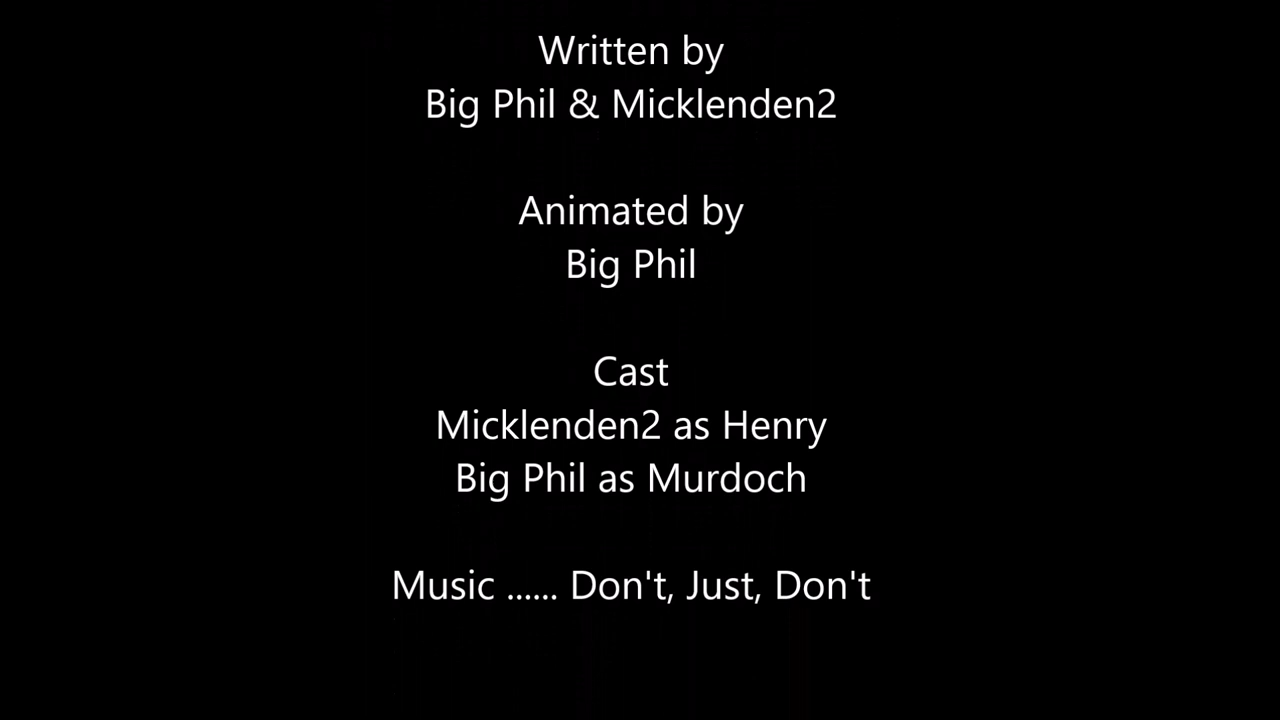 Written by
Big Phil & Micklenden2
Animated by
Big Phil
Cast
Micklenden2 as Henry
Big Phil as Murdoch
Music ...... Don't, Just, Don't